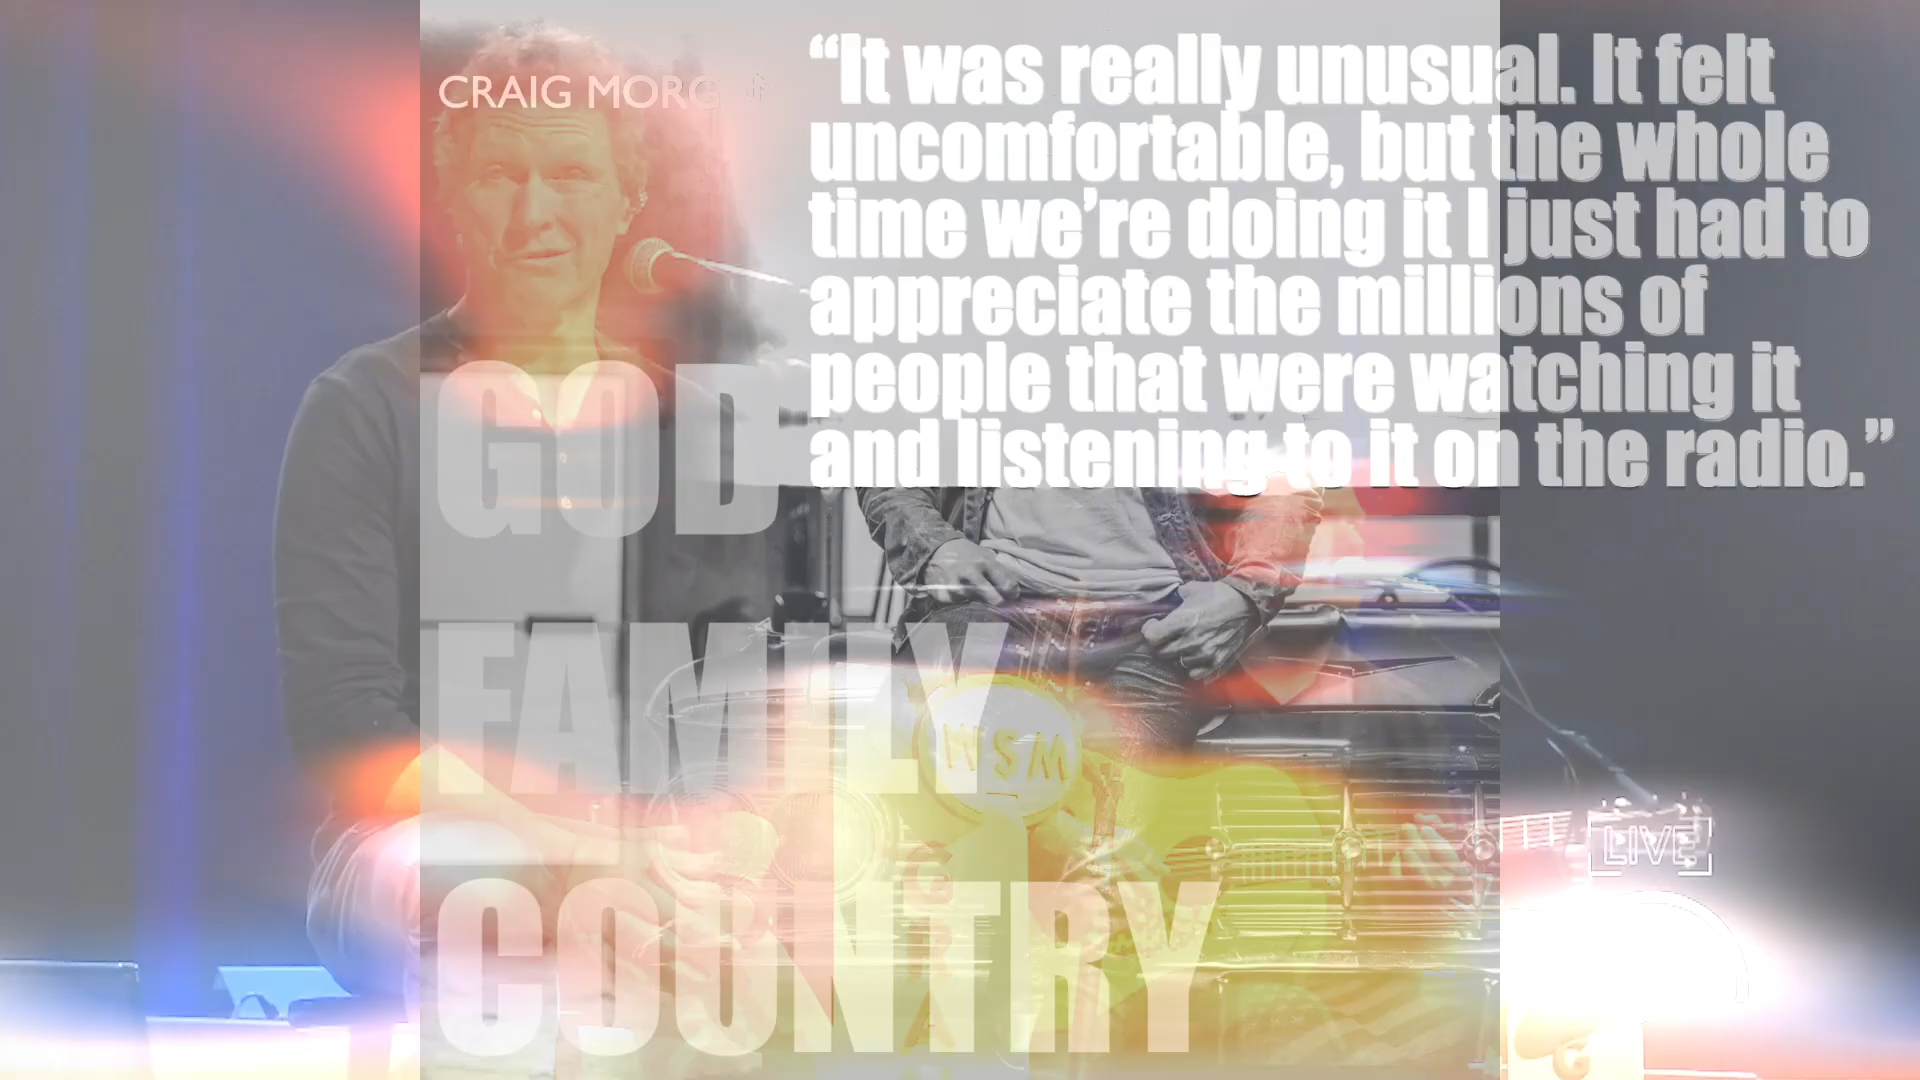 CRAIG MORG
“It was really unusual. It felt
uncomfortable, but the whole
time we’re doing it I just had to
appreciate the millions of
people that were watching it
and listening to it on the radio.”
GOD
FAMILY
COUNTRY
WSM
LIVE